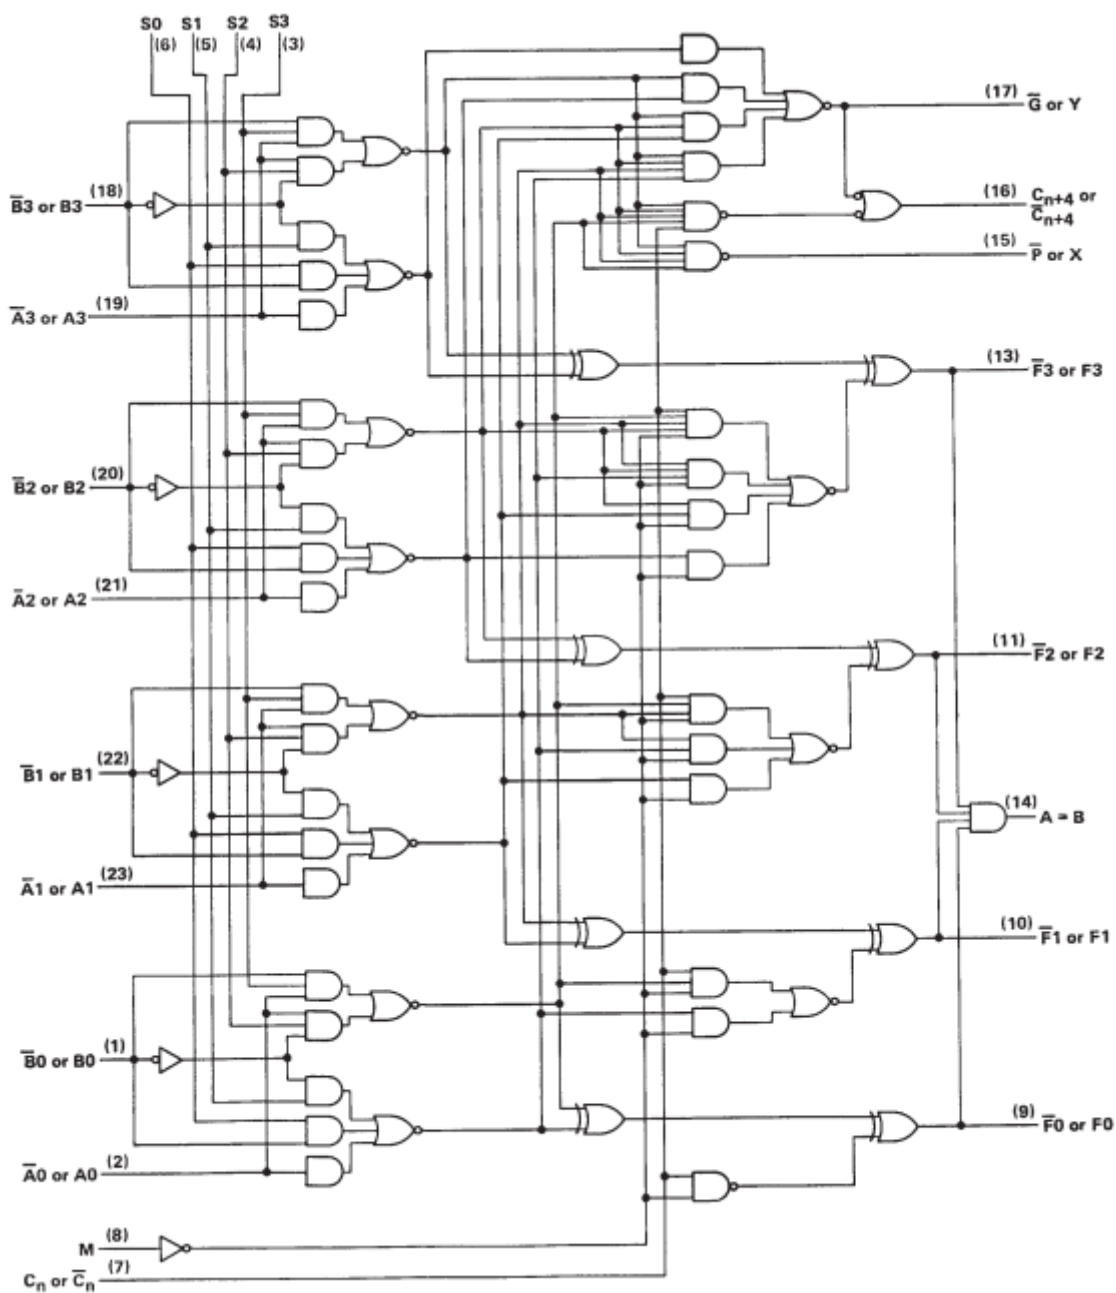 S0 S1 S2 S3
(6) (5) (4) (3)
(17) G̅ or Y
(16) Cn+4 or
C̅n+4
(15) P̅ or X
B̅3 or B3 (18)
A̅3 or A3 (19)
(13) F̅3 or F3
B̅2 or B2 (20)
A̅2 or A2 (21)
(11) F̅2 or F2
B̅1 or B1 (22)
(14) A = B
A̅1 or A1 (23)
(10) F̅1 or F1
B̅0 or B0 (1)
(9) F̅0 or F0
A̅0 or A0 (2)
M (8)
Cn or C̅n (7)